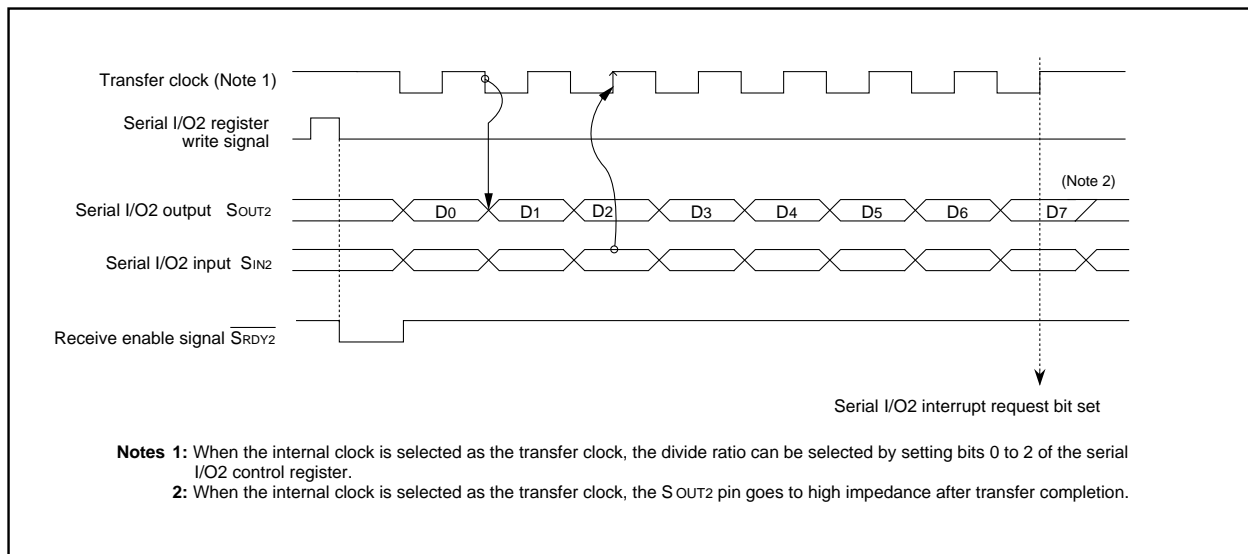 Transfer clock (Note 1)
Serial I/O2 register
write signal
(Note 2)
Serial I/O2 output SOUT2
D0 D1 D2 D3 D4 D5 D6 D7
Serial I/O2 input SIN2
Receive enable signal SRDY2
Serial I/O2 interrupt request bit set
Notes 1: When the internal clock is selected as the transfer clock, the divide ratio can be selected by setting bits 0 to 2 of the serial
I/O2 control register.
2: When the internal clock is selected as the transfer clock, the SOUT2 pin goes to high impedance after transfer completion.